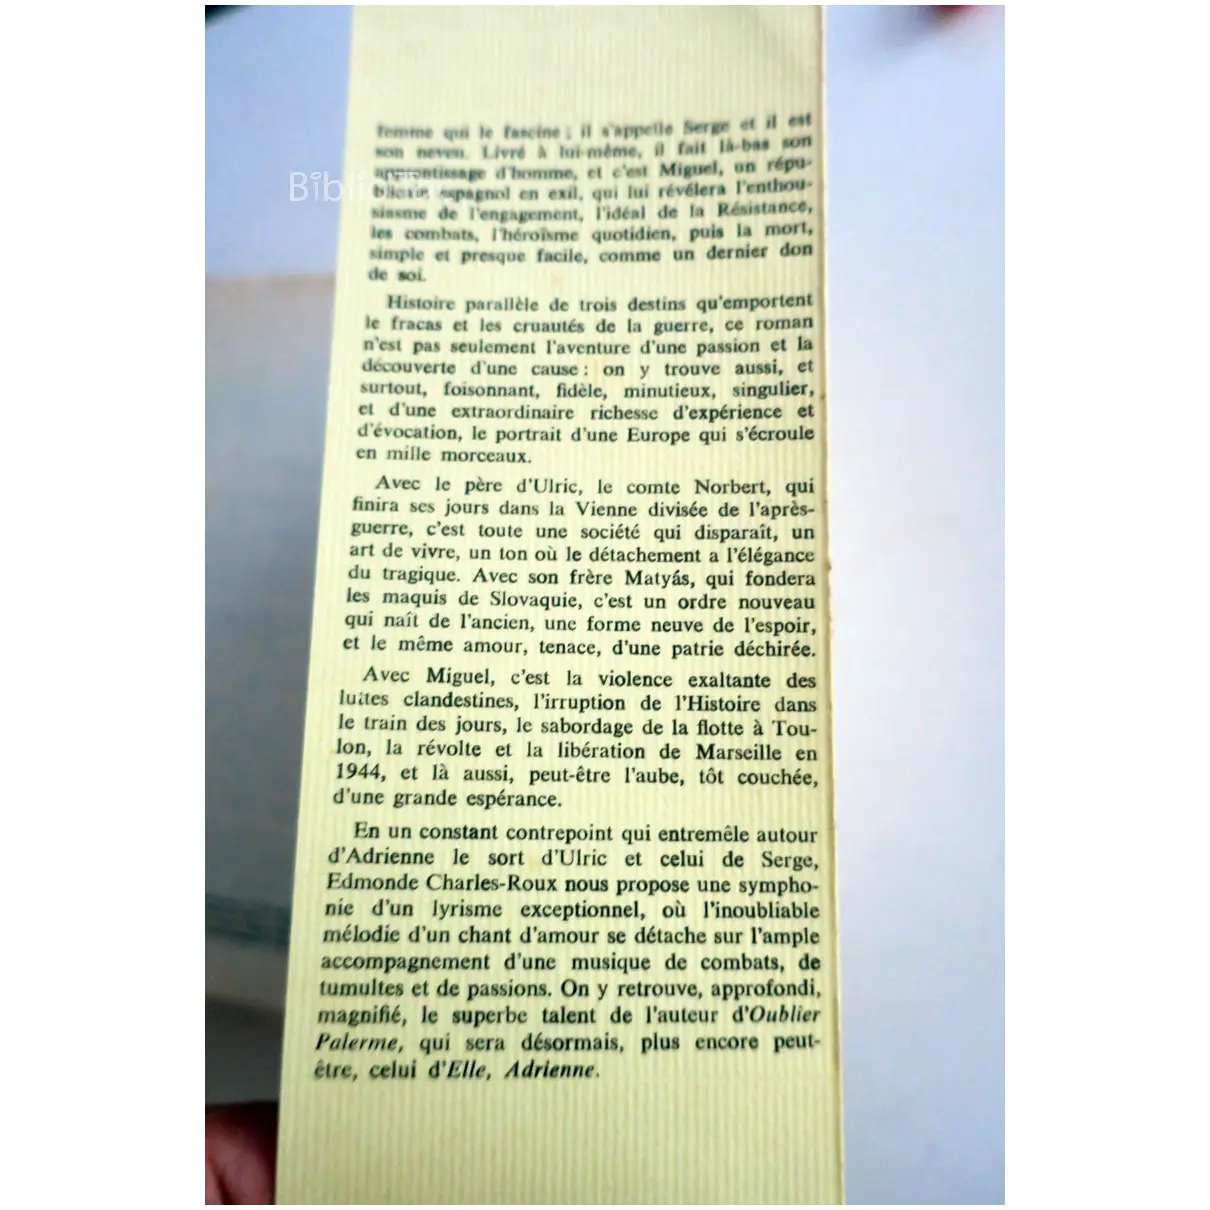 femme qui le fascine ; il s'appelle Serge et il est
son neveu. Livré à lui-même, il fait là-bas son
apprentissage d'homme, et c'est Miguel, un répu-
blicain espagnol en exil, qui lui révélera l'enthou-
siasme de l'engagement, l'idéal de la Résistance,
les combats, l'héroïsme quotidien, puis la mort,
simple et presque facile, comme un dernier don
de soi.
Histoire parallèle de trois destins qu'emportent
le fracas et les cruautés de la guerre, ce roman
n'est pas seulement l'aventure d'une passion et la
découverte d'une cause : on y trouve aussi, et
surtout, foisonnant, fidèle, minutieux, singulier,
et d'une extraordinaire richesse d'expérience et
d'évocation, le portrait d'une Europe qui s'écroule
en mille morceaux.
Avec le père d'Ulric, le comte Norbert, qui
finira ses jours dans la Vienne divisée de l'après-
guerre, c'est toute une société qui disparaît, un
art de vivre, un ton où le détachement a l'élégance
du tragique. Avec son frère Matyás, qui fondera
les maquis de Slovaquie, c'est un ordre nouveau
qui naît de l'ancien, une forme neuve de l'espoir,
et le même amour, tenace, d'une patrie déchirée.
Avec Miguel, c'est la violence exaltante des
luttes clandestines, l'irruption de l'Histoire dans
le train des jours, le sabordage de la flotte à Tou-
lon, la révolte et la libération de Marseille en
1944, et là aussi, peut-être l'aube, tôt couchée,
d'une grande espérance.
En un constant contrepoint qui entremêle autour
d'Adrienne le sort d'Ulric et celui de Serge,
Edmonde Charles-Roux nous propose une sympho-
nie d'un lyrisme exceptionnel, où l'inoubliable
mélodie d'un chant d'amour se détache sur l'ample
accompagnement d'une musique de combats, de
tumultes et de passions. On y retrouve, approfondi,
magnifié, le superbe talent de l'auteur d'Oublier
Palerme, qui sera désormais, plus encore peut-
être, celui d'Elle, Adrienne.